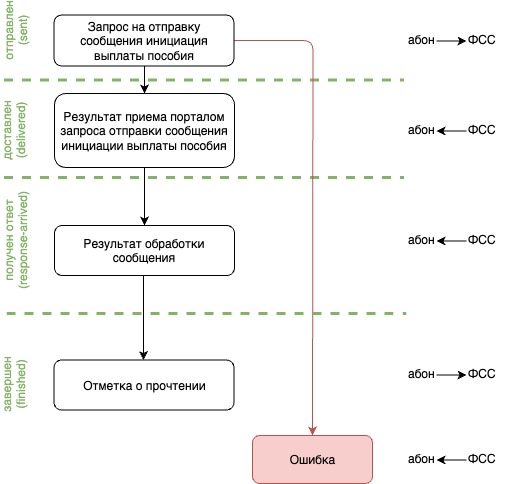 отправлен
(sent)
Запрос на отправку
сообщения инициация
выплаты пособия
абон ФСС
доставлен
(delivered)
Результат приема порталом
запроса отправки сообщения
инициации выплаты пособия
абон ФСС
получен ответ
(response-arrived)
Результат обработки
сообщения
абон ФСС
завершен
(finished)
Отметка о прочтении
абон ФСС
Ошибка
абон ФСС